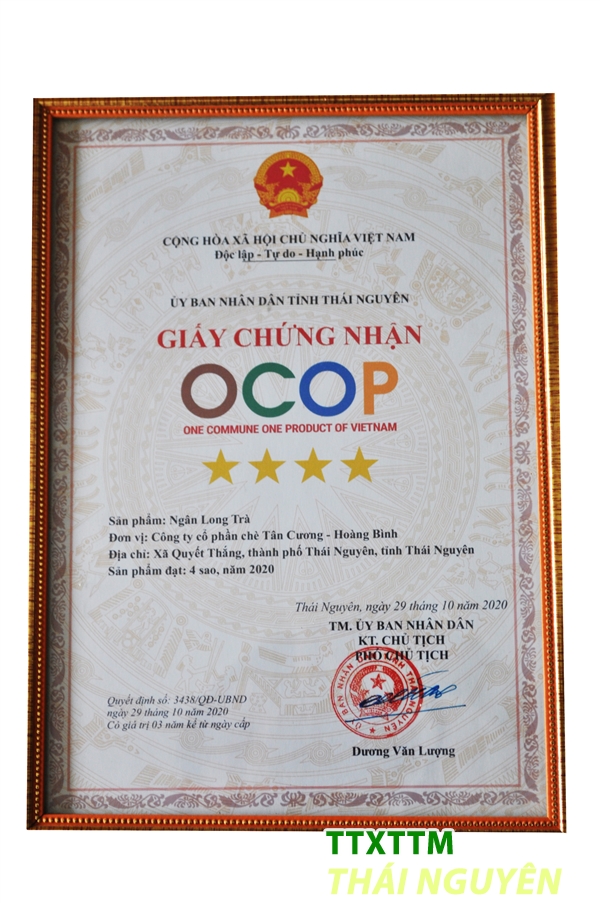 CỘNG HÒA XÃ HỘI CHỦ NGHĨA VIỆT NAM
Độc lập - Tự do - Hạnh phúc
ỦY BAN NHÂN DÂN TỈNH THÁI NGUYÊN
GIẤY CHỨNG NHẬN
OCOP
ONE COMMUNE ONE PRODUCT OF VIETNAM
Sản phẩm: Ngân Long Trà
Đơn vị: Công ty cổ phần chè Tân Cương - Hoàng Bình
Địa chỉ: Xã Quyết Thắng, thành phố Thái Nguyên, tỉnh Thái Nguyên
Sản phẩm đạt: 4 sao, năm 2020
Thái Nguyên, ngày 29 tháng 10 năm 2020
TM. ỦY BAN NHÂN DÂN
KT. CHỦ TỊCH
PHÓ CHỦ TỊCH
Quyết định số: 3438/QĐ-UBND
ngày 29 tháng 10 năm 2020
Có giá trị 03 năm kể từ ngày cấp
Dương Văn Lượng
TTXTTM
THÁI NGUYÊN